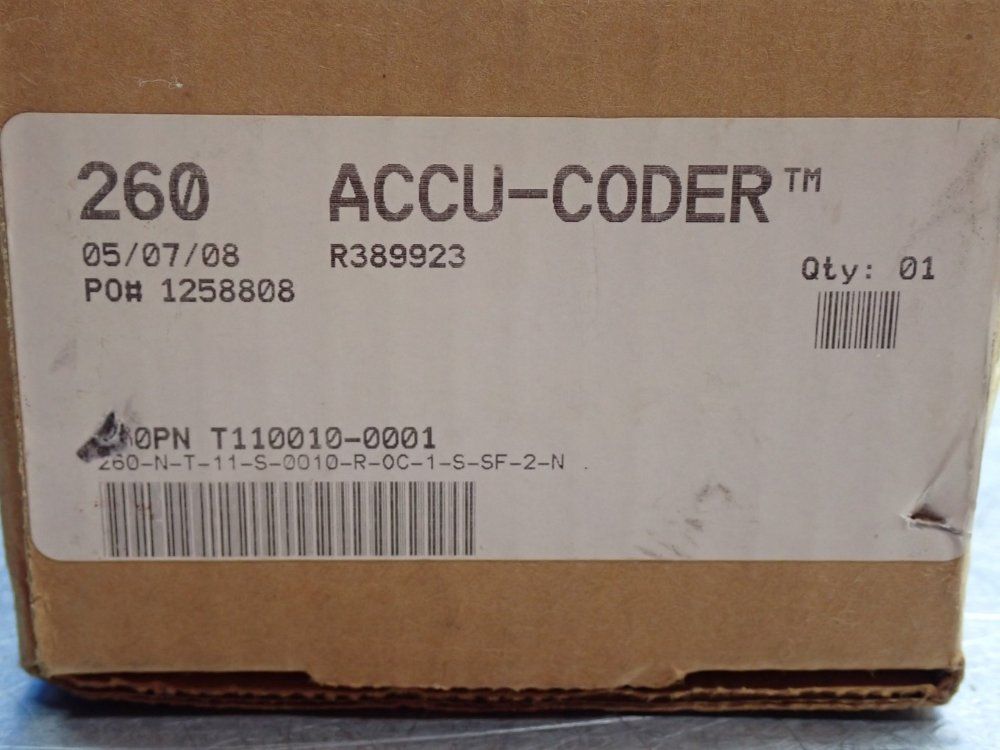 260 ACCU-CODER™
05/07/08 R389923
PO# 1258808
Qty: 01
T110010-0001
260-N-T-11-S-0010-R-OC-1-S-SF-2-N